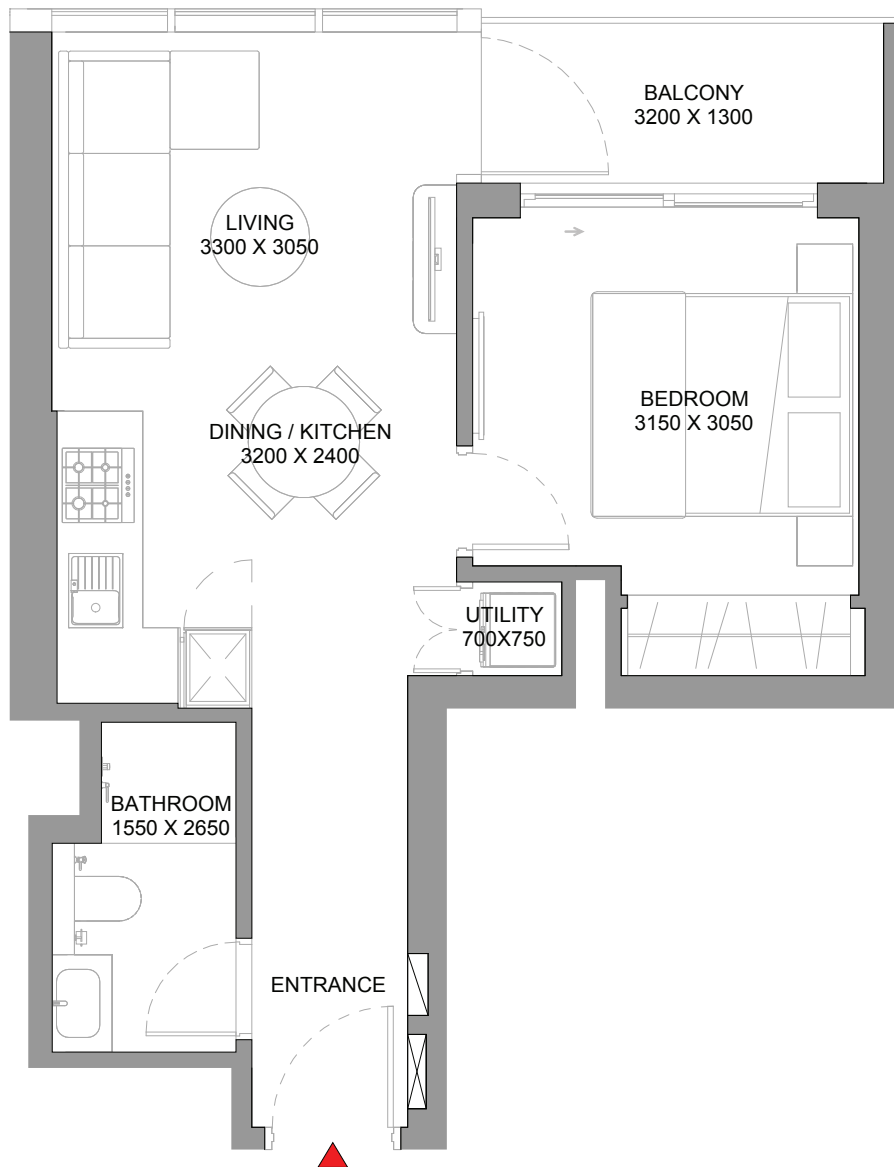 BALCONY
3200 X 1300
LIVING
3300 X 3050
BEDROOM
3150 X 3050
DINING / KITCHEN
3200 X 2400
UTILITY
700X750
BATHROOM
1550 X 2650
ENTRANCE